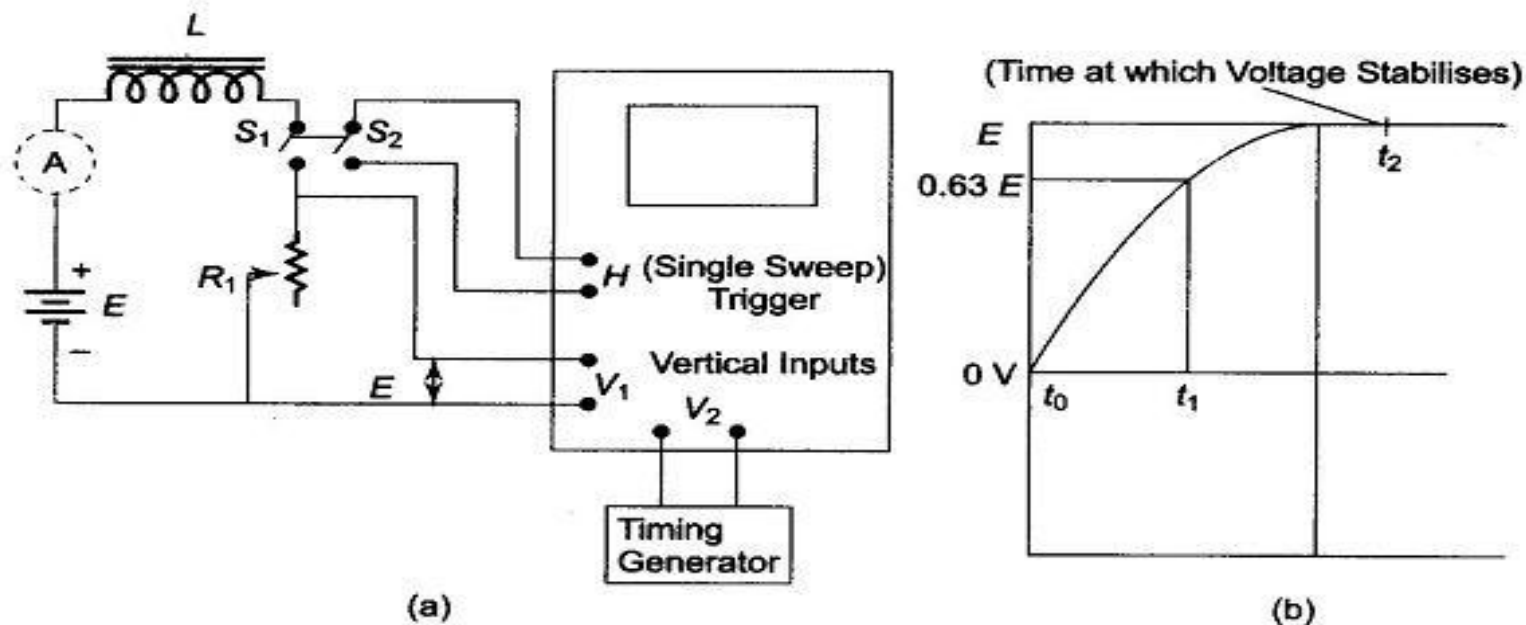 L
S1
S2
A
+
E
–
R1
H
(Single Sweep)
Trigger
Vertical Inputs
E
V1
V2
Timing
Generator
(a)
(Time at which Voltage Stabilises)
E
t2
0.63 E
0 V
t0
t1
(b)